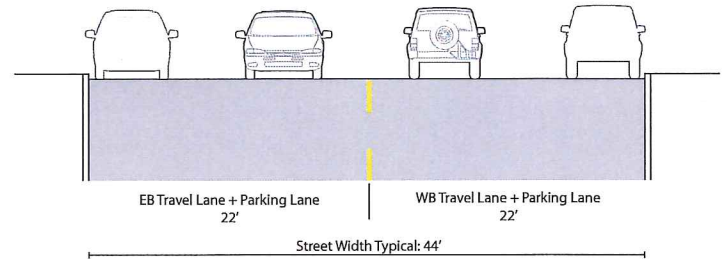 EB Travel Lane + Parking Lane
22'
WB Travel Lane + Parking Lane
22'
Street Width Typical: 44'